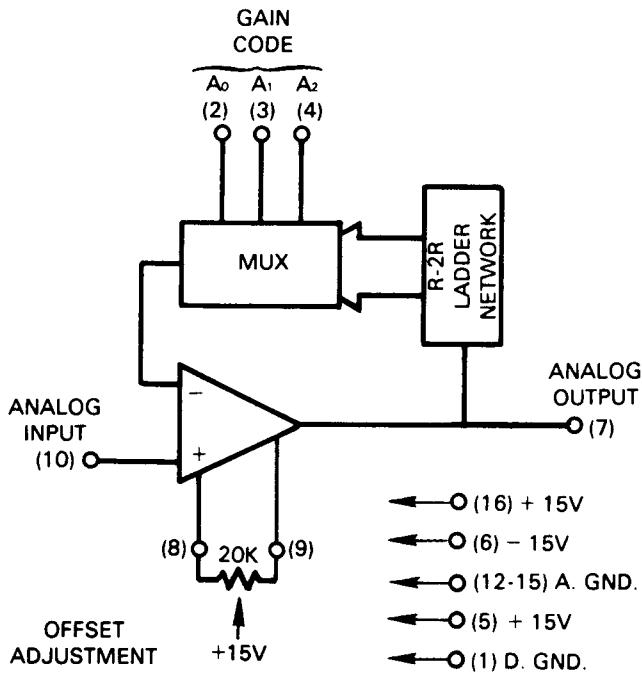 GAIN
CODE
A₀ A₁ A₂
(2) (3) (4)
MUX
R-2R
LADDER
NETWORK
ANALOG
OUTPUT
(7)
ANALOG
INPUT
(10)
−
+
(8) 20K (9)
+15V
OFFSET
ADJUSTMENT
(16) + 15V
(6) − 15V
(12-15) A. GND.
(5) + 15V
(1) D. GND.